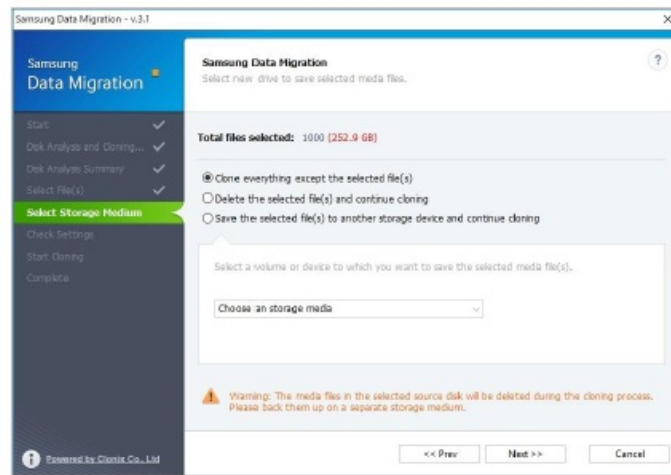 Samsung Data Migration - v.3.1
Samsung
Data Migration
Start
Disk Analysis and Cloning...
Disk Analysis Summary
Select File(s)
Select Storage Medium
Check Settings
Start Cloning
Complete
Powered by Clonix Co., Ltd
Samsung Data Migration
Select new drive to save selected media files.
?
Total files selected: 1000 (252.9 GB)
Clone everything except the selected file(s)
Delete the selected file(s) and continue cloning
Save the selected file(s) to another storage device and continue cloning
Select a volume or device to which you want to save the selected media file(s).
Choose an storage media
Warning: The media files in the selected source disk will be deleted during the cloning process.
Please back them up on a separate storage medium.
<< Prev
Next >>
Cancel